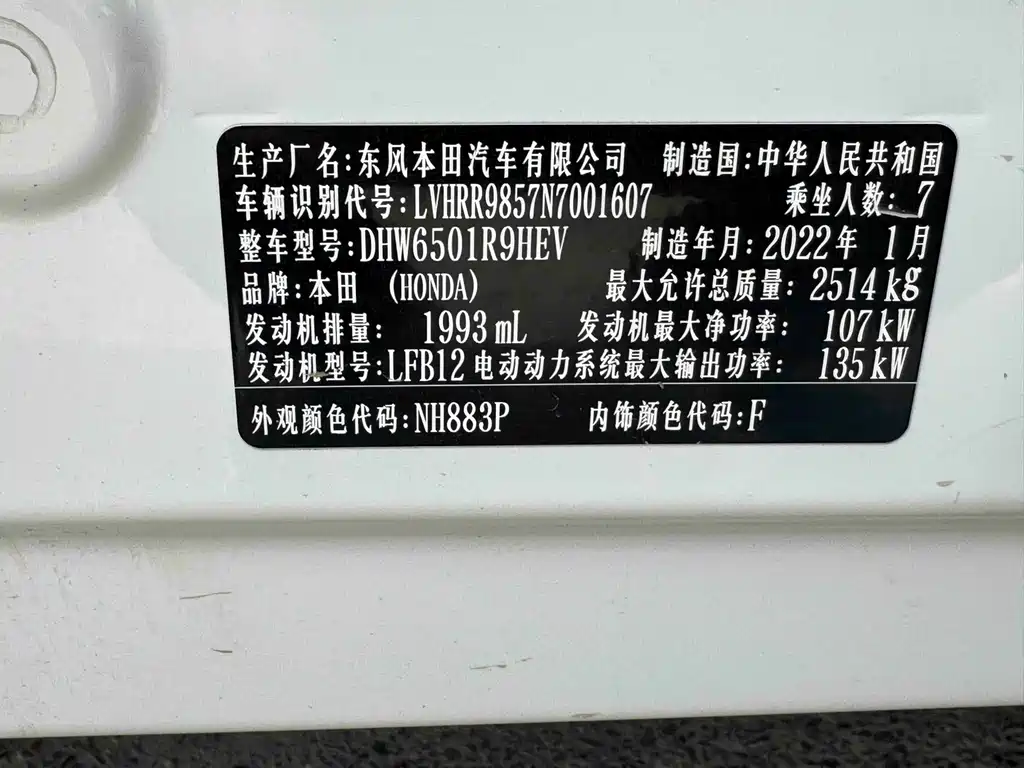 生产厂名:东风本田汽车有限公司 制造国:中华人民共和国
车辆识别代号:LVHRR9857N7001607 乘坐人数:7
整车型号:DHW6501R9HEV 制造年月:2022年 1月
品牌:本田 (HONDA) 最大允许总质量:2514kg
发动机排量: 1993mL 发动机最大净功率: 107kW
发动机型号:LFB12 电动动力系统最大输出功率: 135kW
外观颜色代码:NH883P 内饰颜色代码:F